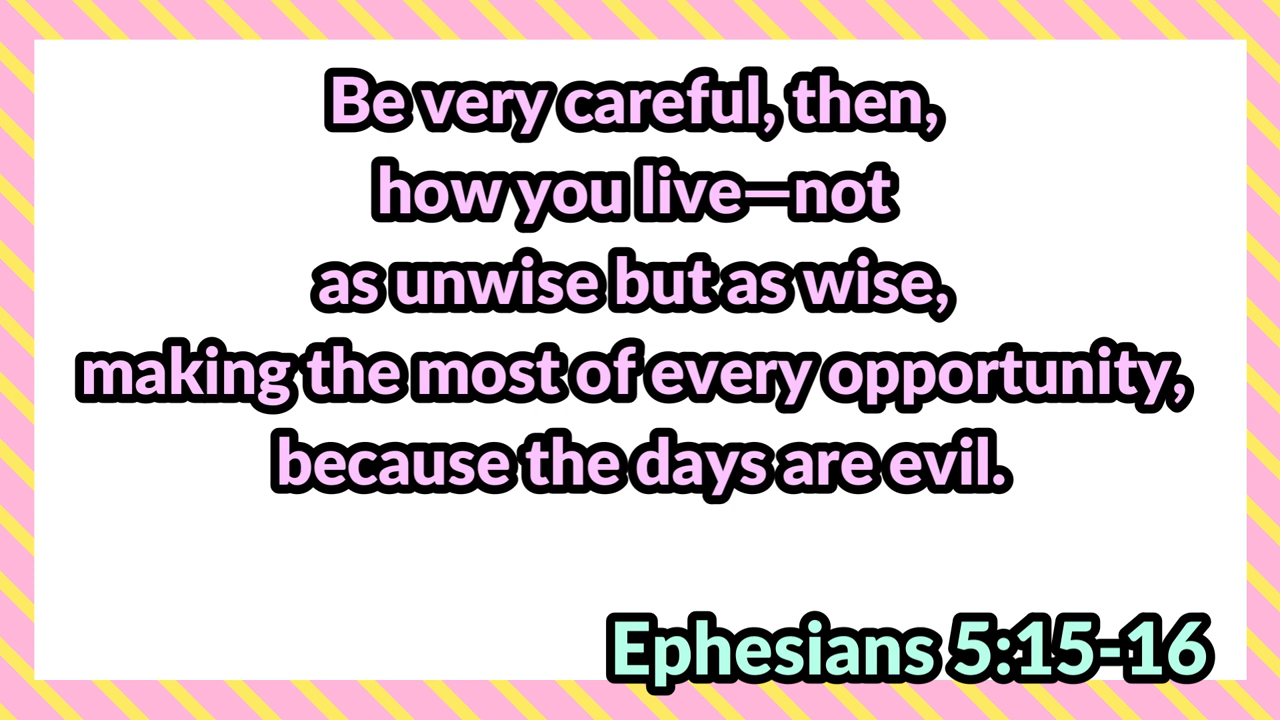 Be very careful, then,
how you live—not
as unwise but as wise,
making the most of every opportunity,
because the days are evil.
Ephesians 5:15-16